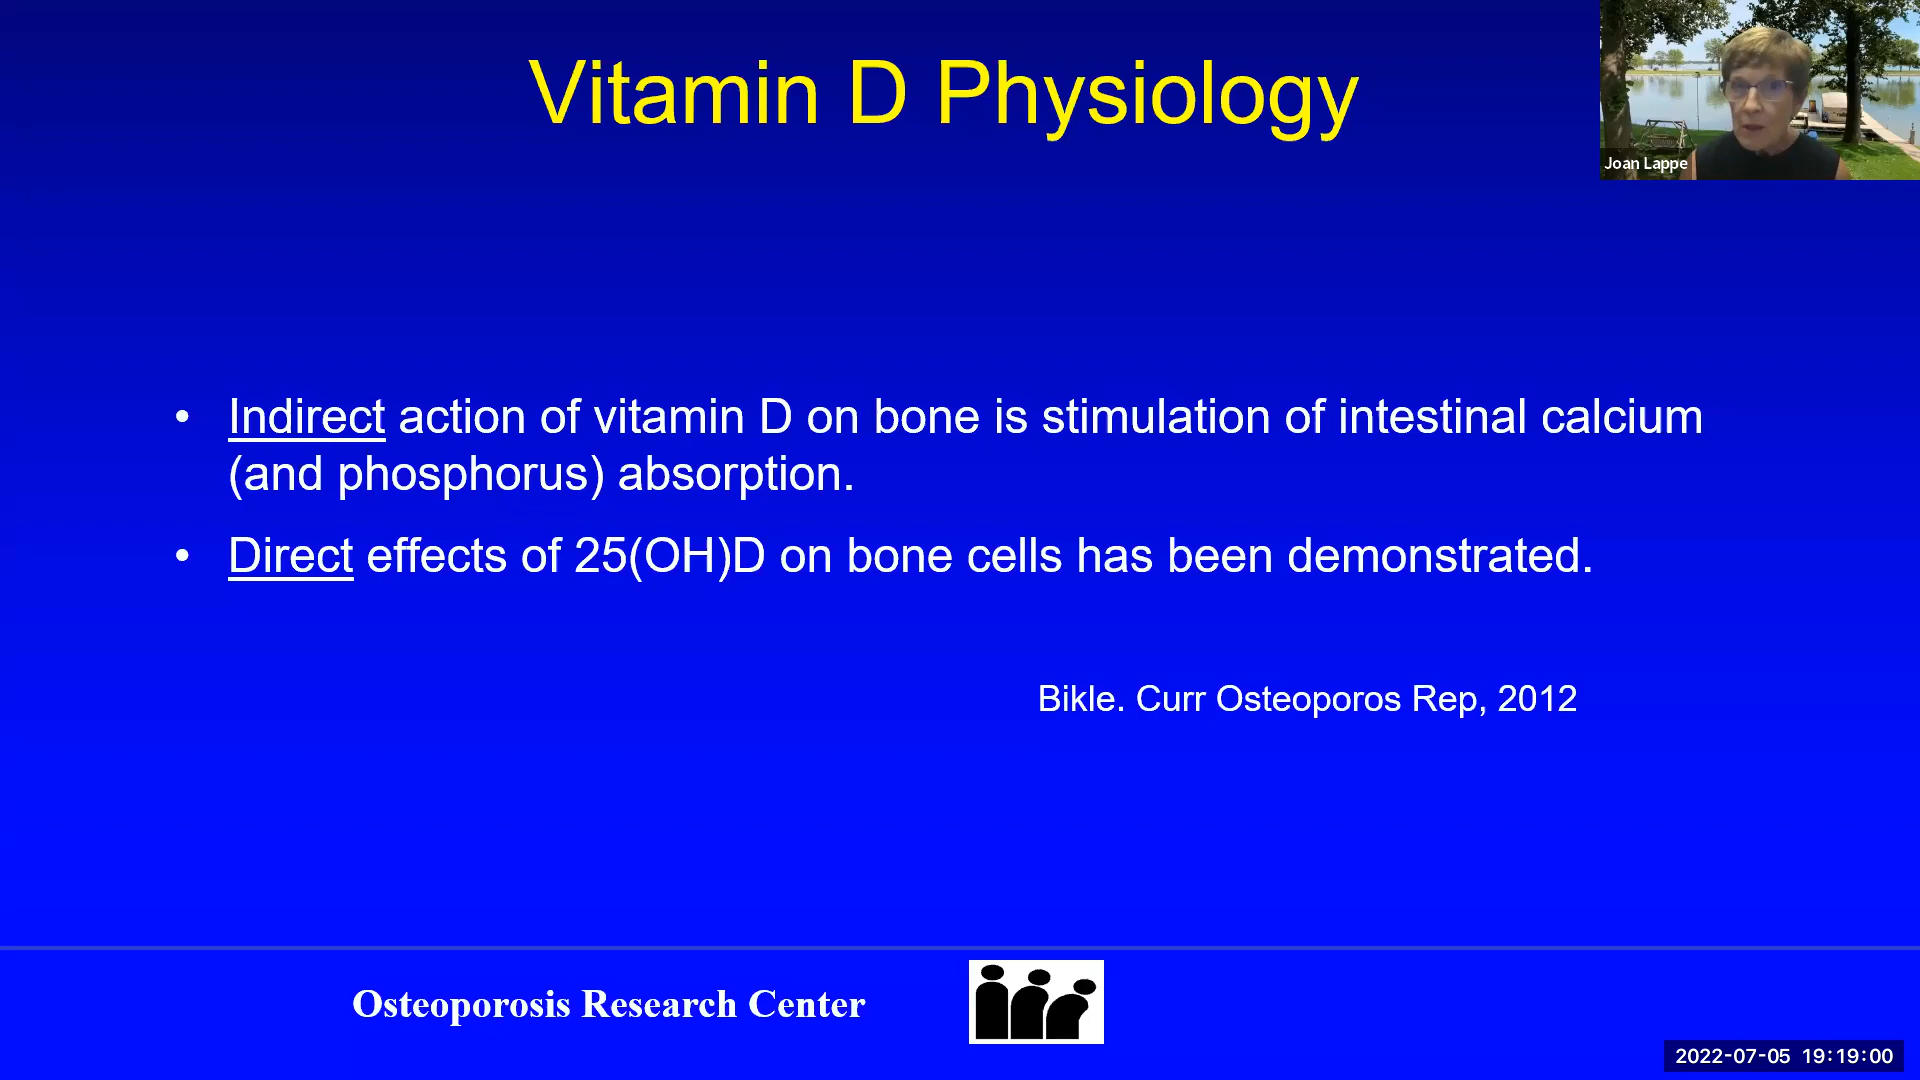 Vitamin D Physiology
Joan Lappe
• Indirect action of vitamin D on bone is stimulation of intestinal calcium
(and phosphorus) absorption.
• Direct effects of 25(OH)D on bone cells has been demonstrated.
Bikle. Curr Osteoporos Rep, 2012
Osteoporosis Research Center
2022-07-05 19:19:00